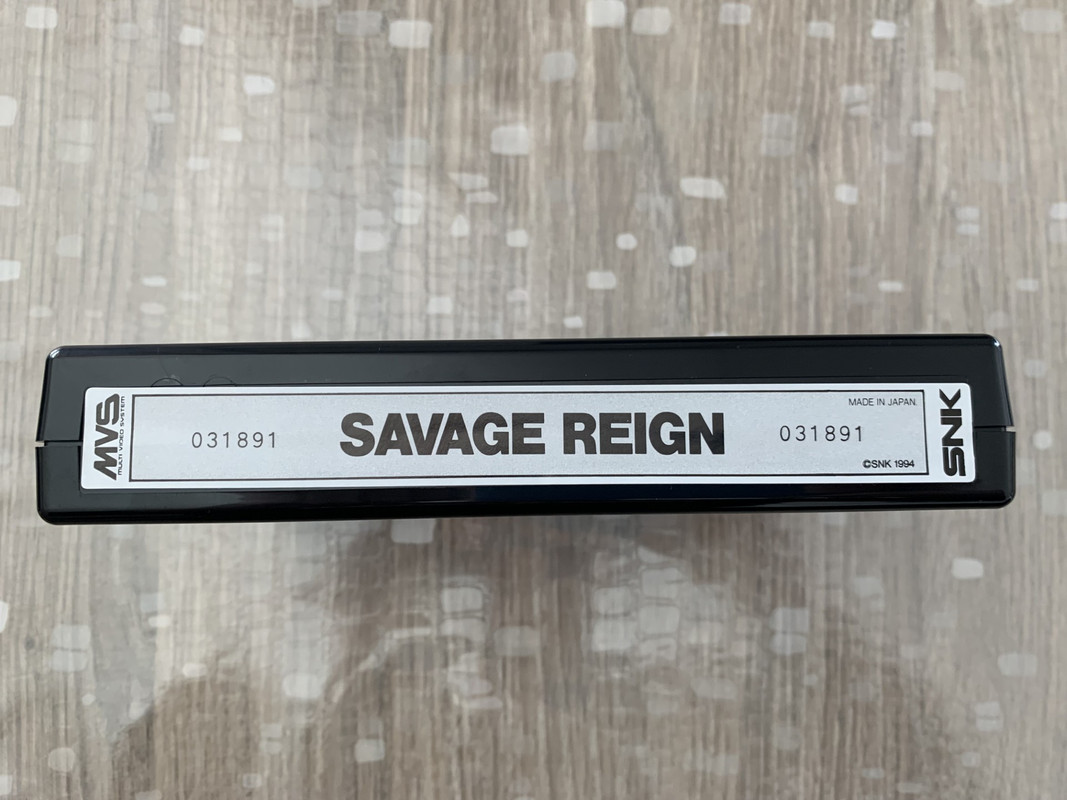 MVS
MULTI VIDEO SYSTEM
031891
SAVAGE REIGN
031891
MADE IN JAPAN
©SNK 1994
SNK